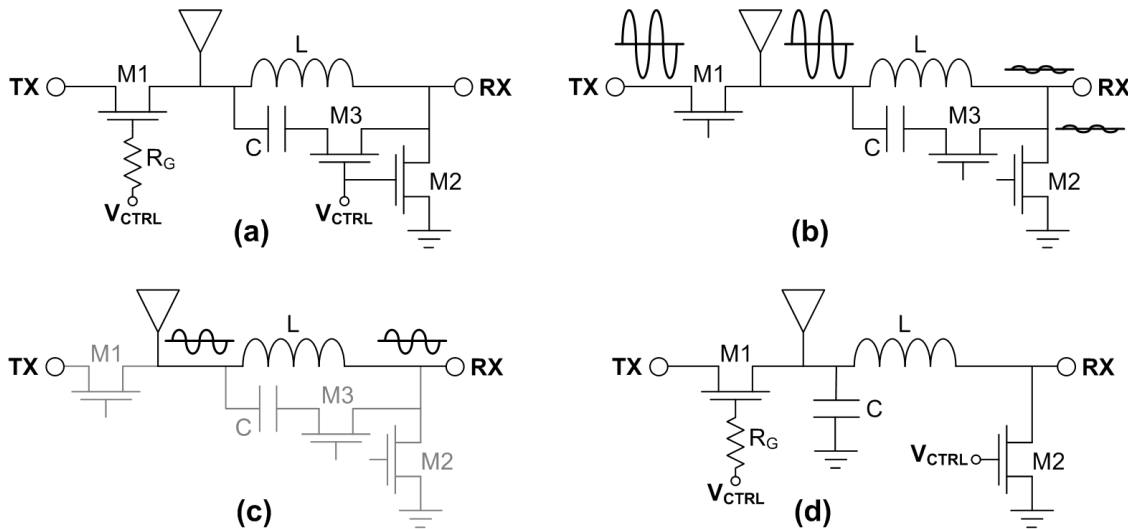 L
TX M1 RX
M3
C
R_G
M2
V_CTRL V_CTRL
(a)
L
TX M1 RX
M3
C
M2
(b)
L
TX M1 RX
M3
C
M2
(c)
L
TX M1 RX
C
R_G
V_CTRL M2
V_CTRL
(d)